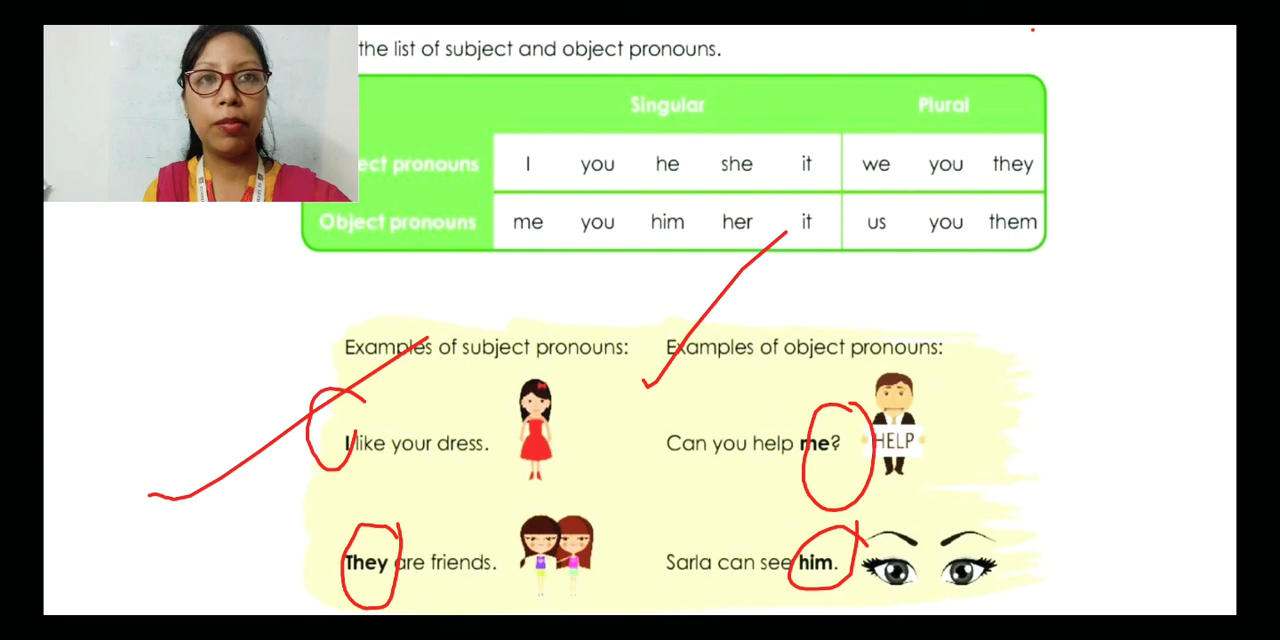 the list of subject and object pronouns.
Singular Plural
ect pronouns I you he she it we you they
Object pronouns me you him her it us you them
Examples of subject pronouns: Examples of object pronouns:
I like your dress. Can you help me?
HELP
They are friends. Sarla can see him.